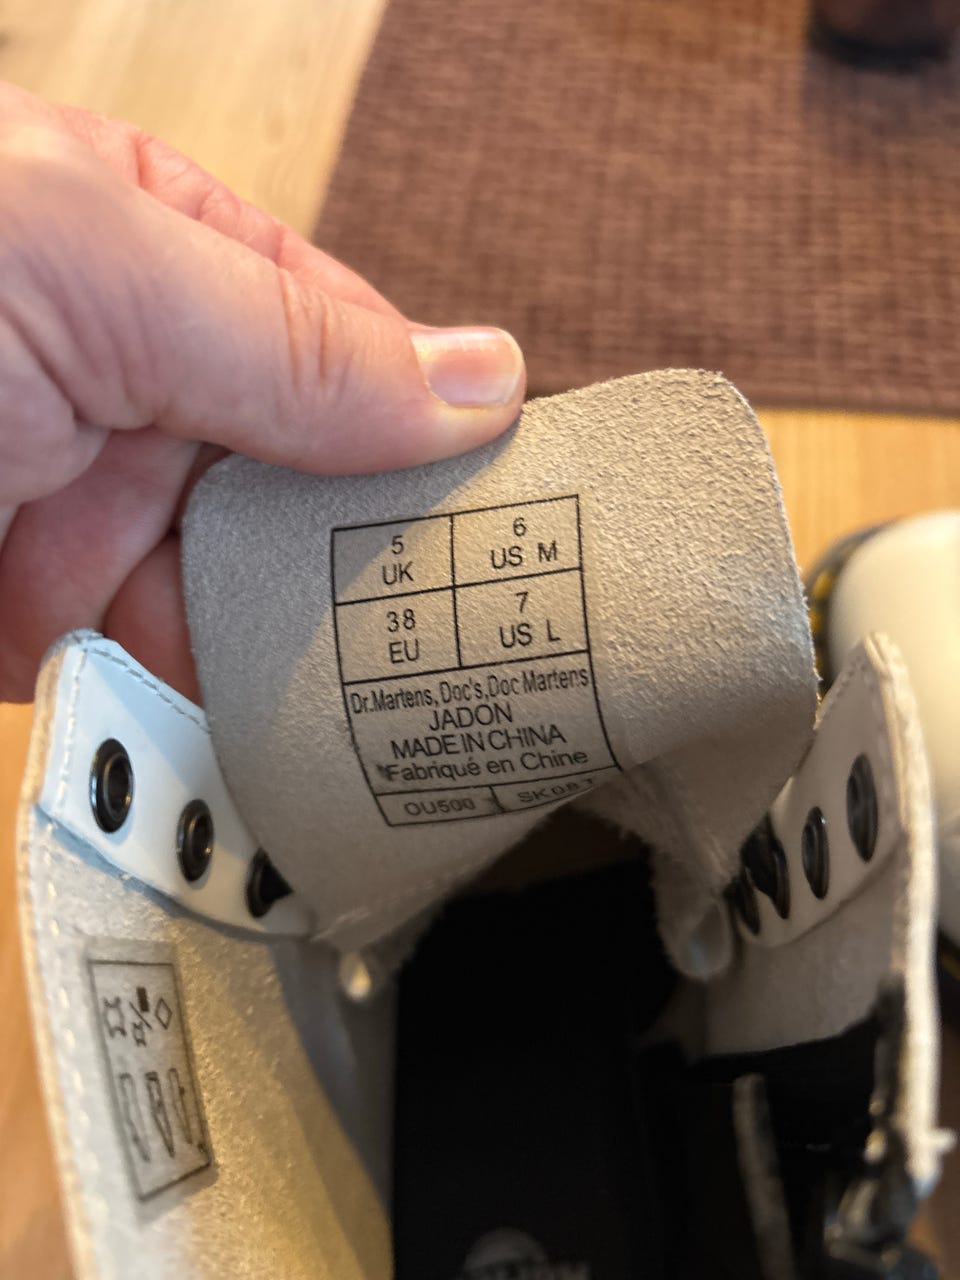 5
UK
6
US M
38
EU
7
US L
Dr.Martens, Doc's, Doc Martens
JADON
MADE IN CHINA
*Fabriqué en Chine
OU500